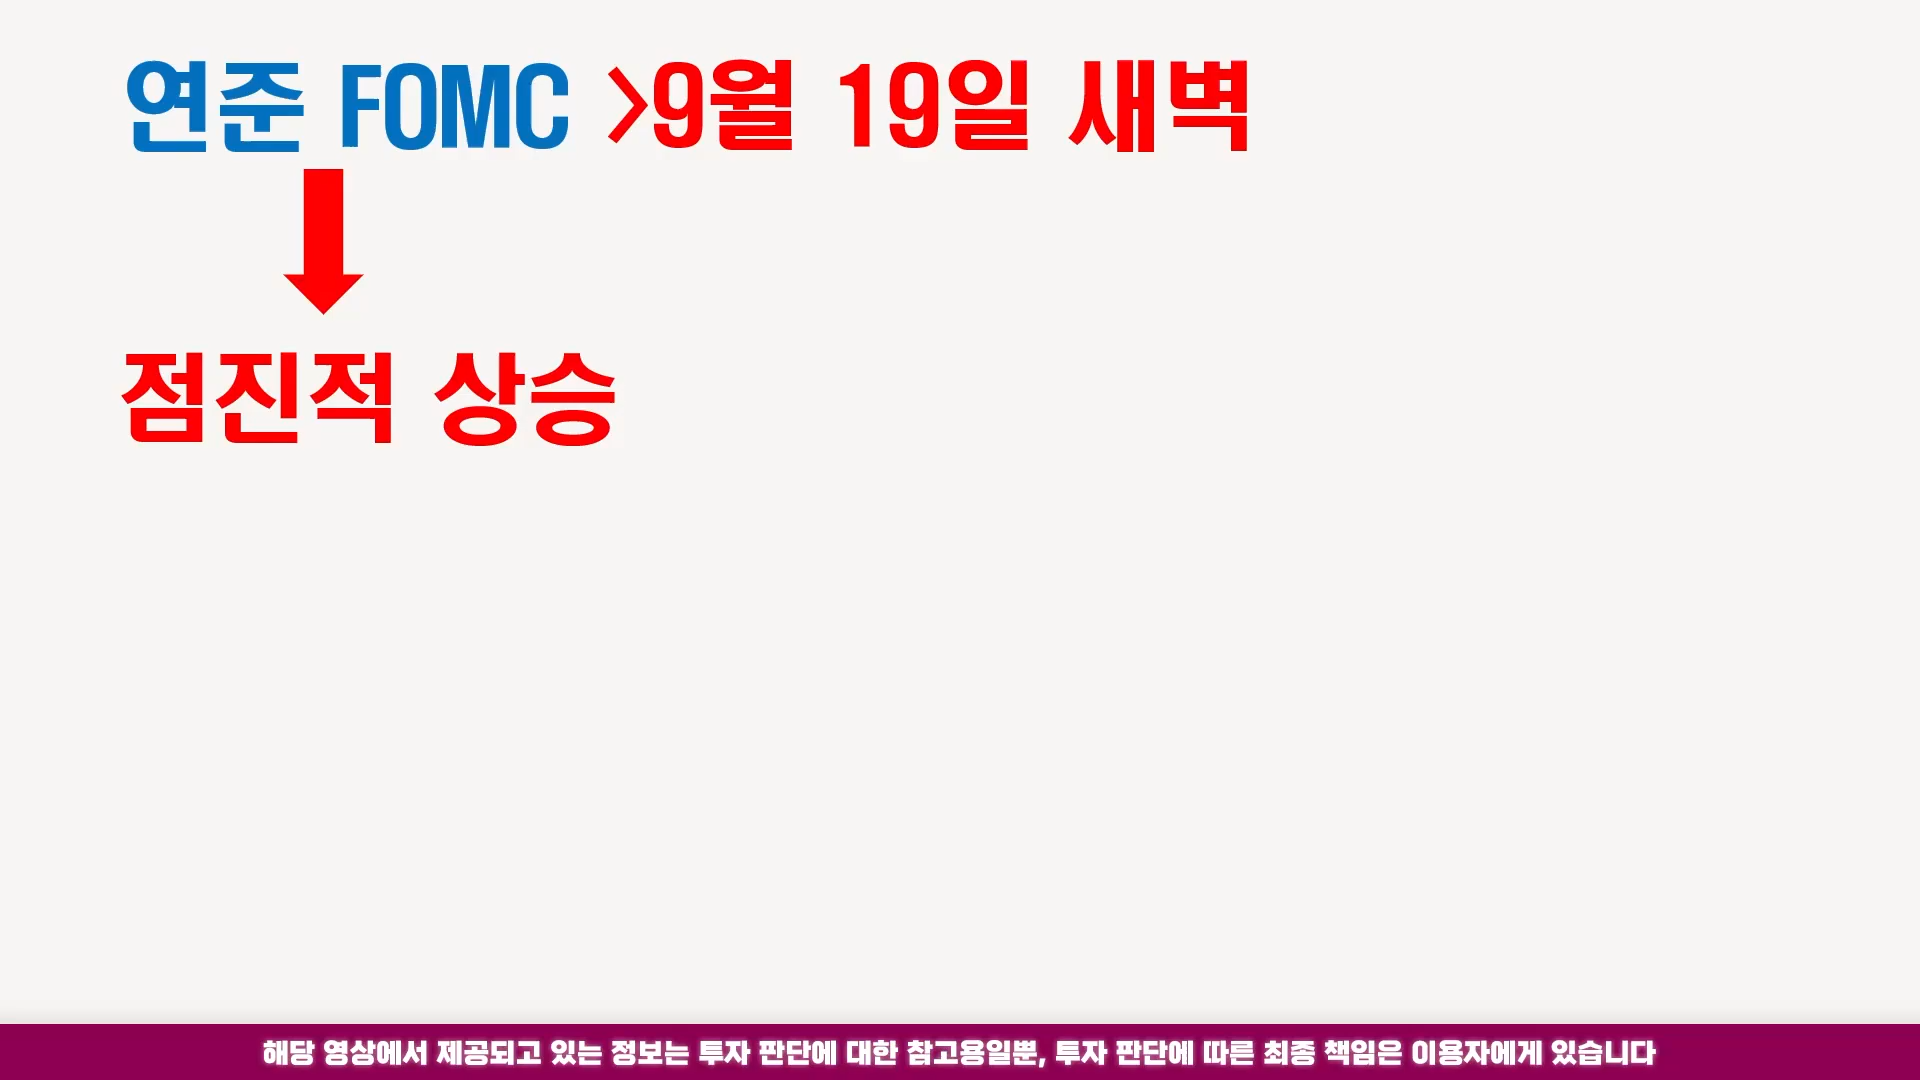 연준 FOMC >9월 19일 새벽
점진적 상승
해당 영상에서 제공되고 있는 정보는 투자 판단에 대한 참고용일뿐, 투자 판단에 따른 최종 책임은 이용자에게 있습니다